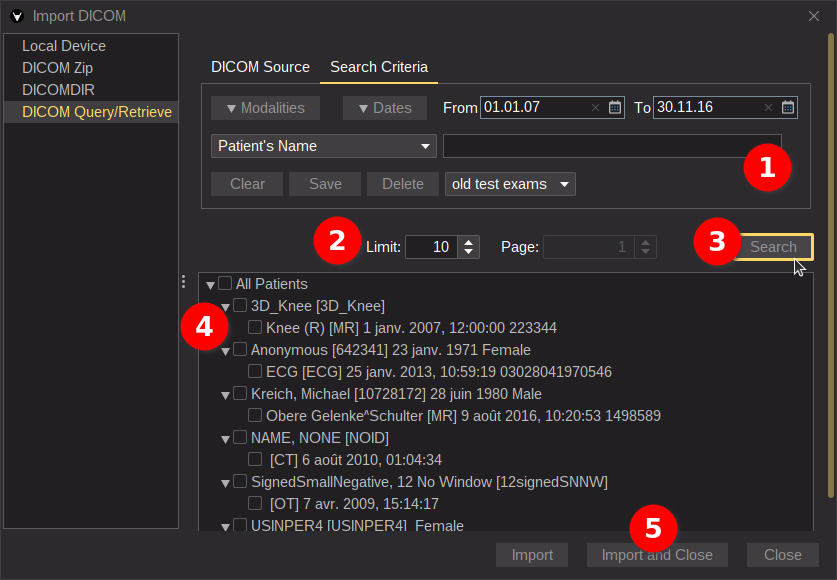 Import DICOM
Local Device
DICOM Zip
DICOMDIR
DICOM Query/Retrieve
DICOM Source Search Criteria
Modalities Dates From 01.01.07 To 30.11.16
Patient's Name
1
Clear Save Delete old test exams
2 Limit: 10 Page: 1 3 Search
All Patients
3D_Knee [3D_Knee]
4 Knee (R) [MR] 1 janv. 2007, 12:00:00 223344
Anonymous [642341] 23 janv. 1971 Female
ECG [ECG] 25 janv. 2013, 10:59:19 03028041970546
Kreich, Michael [10728172] 28 juin 1980 Male
Obere Gelenke^Schulter [MR] 9 août 2016, 10:20:53 1498589
NAME, NONE [NOID]
[CT] 6 août 2010, 01:04:34
SignedSmallNegative, 12 No Window [12signedSNNW]
[OT] 7 avr. 2009, 15:14:17
USINPER4 [USINPER4] Female
5
Import Import and Close Close